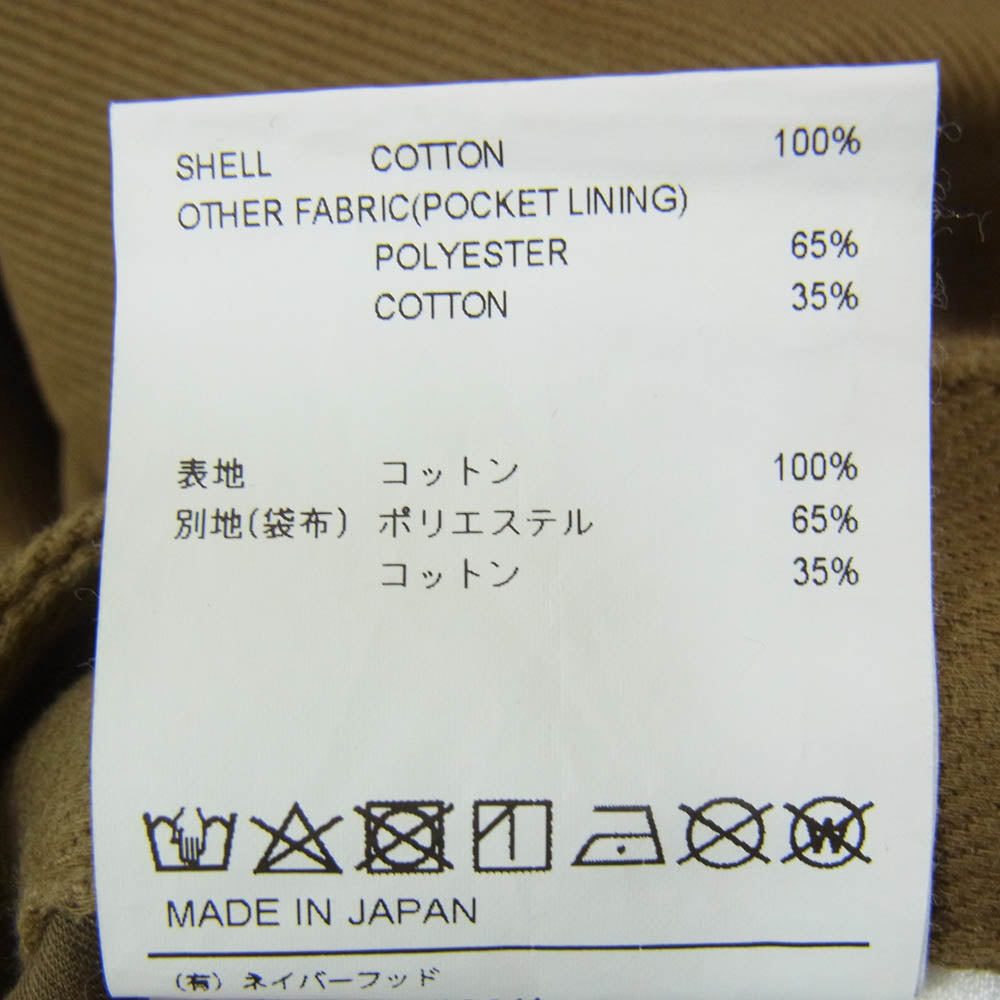 SHELL COTTON 100%
OTHER FABRIC(POCKET LINING)
POLYESTER 65%
COTTON 35%
表地 コットン 100%
別地(袋布) ポリエステル 65%
コットン 35%
W
MADE IN JAPAN
(有) ネイバーフッド